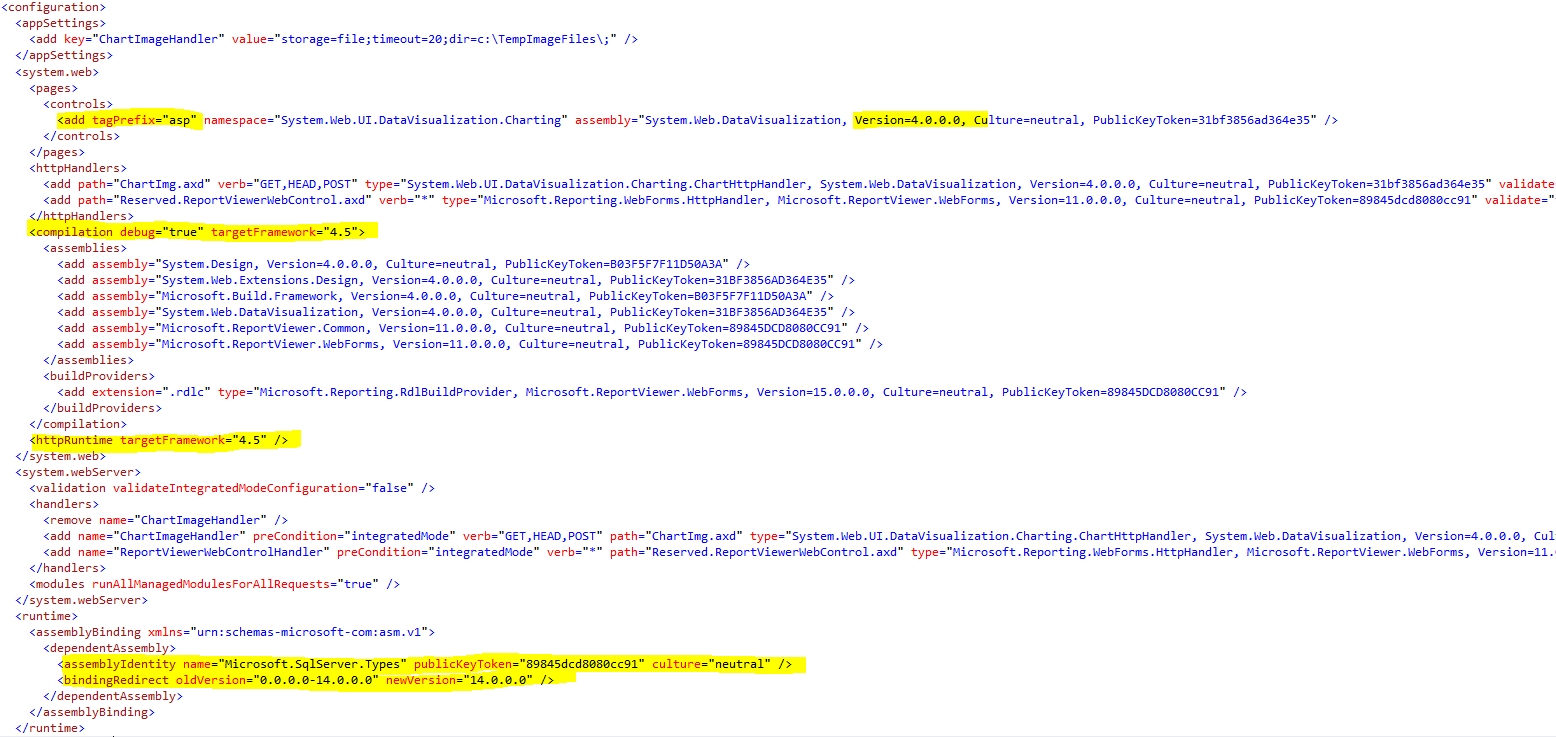 <configuration>
<appSettings>
<add key="ChartImageHandler" value="storage=file;timeout=20;dir=c:\TempImageFiles\;" />
</appSettings>
<system.web>
<pages>
<controls>
<add tagPrefix="asp" namespace="System.Web.UI.DataVisualization.Charting" assembly="System.Web.DataVisualization, Version=4.0.0.0, Culture=neutral, PublicKeyToken=31bf3856ad364e35" />
</controls>
</pages>
<httpHandlers>
<add path="ChartImg.axd" verb="GET,HEAD,POST" type="System.Web.UI.DataVisualization.Charting.ChartHttpHandler, System.Web.DataVisualization, Version=4.0.0.0, Culture=neutral, PublicKeyToken=31bf3856ad364e35" validate
<add path="Reserved.ReportViewerWebControl.axd" verb="*" type="Microsoft.Reporting.WebForms.HttpHandler, Microsoft.ReportViewer.WebForms, Version=11.0.0.0, Culture=neutral, PublicKeyToken=89845dcd8080cc91" validate="
</httpHandlers>
<compilation debug="true" targetFramework="4.5">
<assemblies>
<add assembly="System.Design, Version=4.0.0.0, Culture=neutral, PublicKeyToken=B03F5F7F11D50A3A" />
<add assembly="System.Web.Extensions.Design, Version=4.0.0.0, Culture=neutral, PublicKeyToken=31BF3856AD364E35" />
<add assembly="Microsoft.Build.Framework, Version=4.0.0.0, Culture=neutral, PublicKeyToken=B03F5F7F11D50A3A" />
<add assembly="System.Web.DataVisualization, Version=4.0.0.0, Culture=neutral, PublicKeyToken=31BF3856AD364E35" />
<add assembly="Microsoft.ReportViewer.Common, Version=11.0.0.0, Culture=neutral, PublicKeyToken=89845DCD8080CC91" />
<add assembly="Microsoft.ReportViewer.WebForms, Version=11.0.0.0, Culture=neutral, PublicKeyToken=89845DCD8080CC91" />
</assemblies>
<buildProviders>
<add extension=".rdlc" type="Microsoft.Reporting.RdlBuildProvider, Microsoft.ReportViewer.WebForms, Version=15.0.0.0, Culture=neutral, PublicKeyToken=89845DCD8080CC91" />
</buildProviders>
</compilation>
<httpRuntime targetFramework="4.5" />
</system.web>
<system.webServer>
<validation validateIntegratedModeConfiguration="false" />
<handlers>
<remove name="ChartImageHandler" />
<add name="ChartImageHandler" preCondition="integratedMode" verb="GET,HEAD,POST" path="ChartImg.axd" type="System.Web.UI.DataVisualization.Charting.ChartHttpHandler, System.Web.DataVisualization, Version=4.0.0.0, Cul
<add name="ReportViewerWebControlHandler" preCondition="integratedMode" verb="*" path="Reserved.ReportViewerWebControl.axd" type="Microsoft.Reporting.WebForms.HttpHandler, Microsoft.ReportViewer.WebForms, Version=11.
</handlers>
<modules runAllManagedModulesForAllRequests="true" />
</system.webServer>
<runtime>
<assemblyBinding xmlns="urn:schemas-microsoft-com:asm.v1">
<dependentAssembly>
<assemblyIdentity name="Microsoft.SqlServer.Types" publicKeyToken="89845dcd8080cc91" culture="neutral" />
<bindingRedirect oldVersion="0.0.0.0-14.0.0.0" newVersion="14.0.0.0" />
</dependentAssembly>
</assemblyBinding>
</runtime>